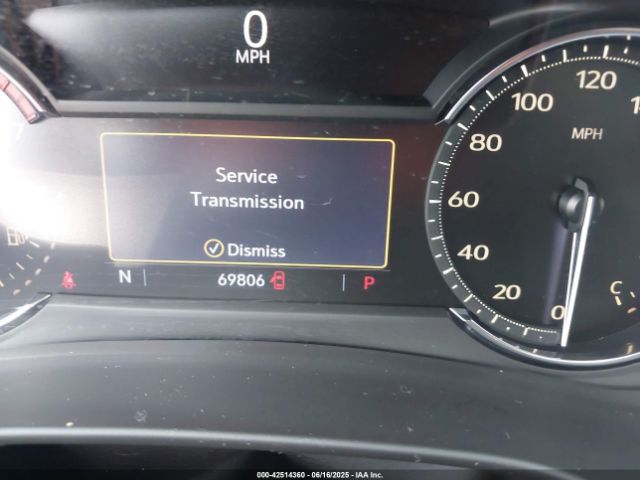 0
MPH
Service
Transmission
Dismiss
N 69806 P
0 20 40 60 80 100 120
MPH
C
000-42514360 - 06/16/2025 - IAA Inc.